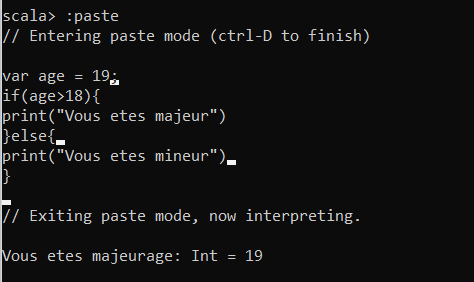 scala> :paste
// Entering paste mode (ctrl-D to finish)
var age = 19;
if(age>18){
print("Vous etes majeur")
}else{
print("Vous etes mineur")
}
// Exiting paste mode, now interpreting.
Vous etes majeurage: Int = 19